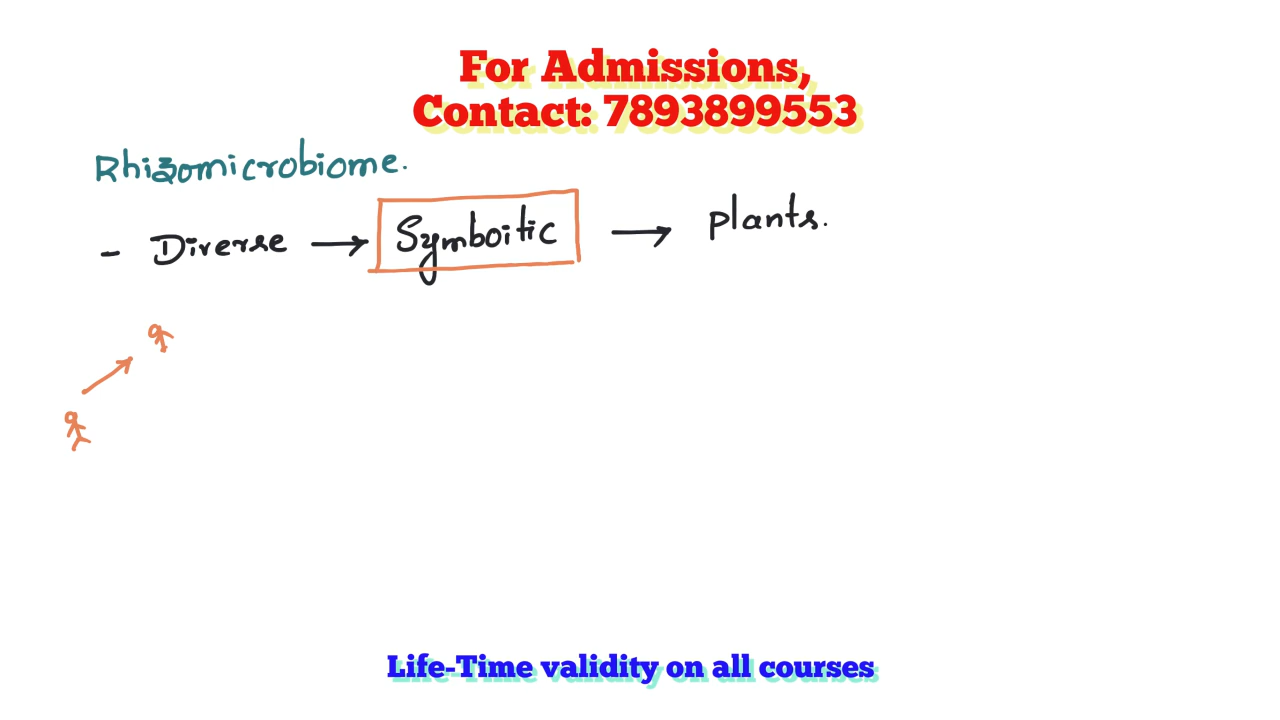 For Admissions,
Contact: 7893899553
Rhizomicrobiome.
- Diverse → Symboitic → plants.
Life-Time validity on all courses